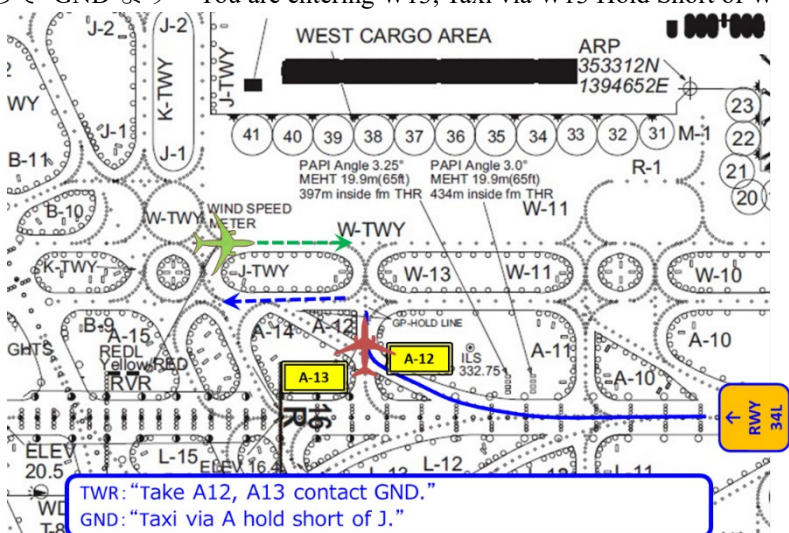 GND より "You are entering W13, Taxi via W13 Hold Short of W
J-2
J-2
WEST CARGO AREA
ARP
353312N
1394652E
WY
K-TWY
J-TWY
J-1
J-1
B-11
41 40 39 38 37 36 35 34 33 32 31
M-1
23
22
21
20
PAPI Angle 3.25°
MEHT 19.9m(65ft)
397m inside fm THR
PAPI Angle 3.0°
MEHT 19.9m(65ft)
434m inside fm THR
R-1
B-10
W-TWY
WIND SPEED
METER
W-TWY
W-11
K-TWY
J-TWY
W-13
W-11
W-10
B-9
A-15
A-14
A-12
GP-HOLD LINE
A-11
A-10
A-10
GHTS
REDL
Yellow/RED
RVR
A-13
A-12
ILS
332.75
16
R
RWY
34L
ELEV
20.5
L-15
ELEV 16.4
L-12
L-11
WD
T-8
TWR:“Take A12, A13 contact GND.”
GND:“Taxi via A hold short of J.”